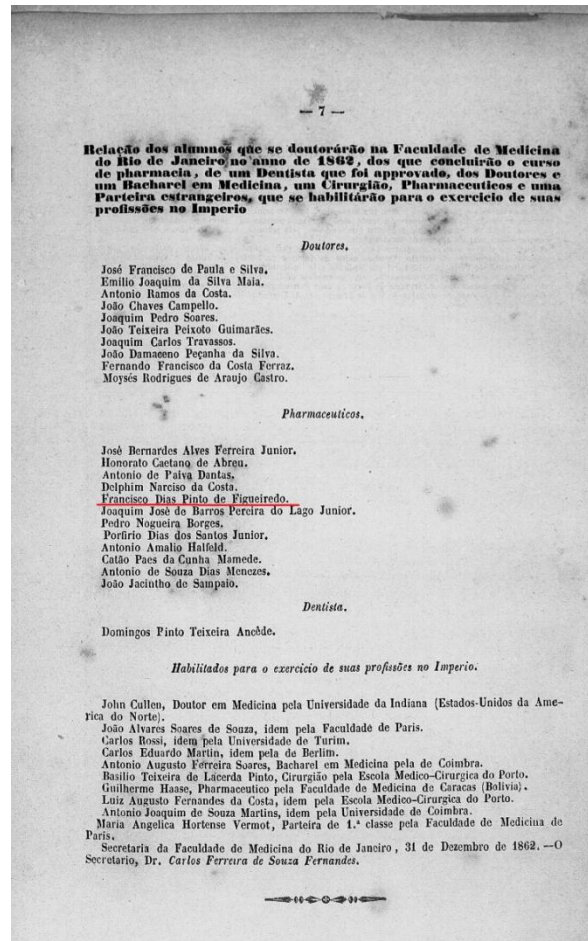 — 7 —
Relação dos alumnos que se doutorárão na Faculdade de Medicina
do Rio de Janeiro no anno de 1862, dos que concluirão o curso
de pharmacia, de um Dentista que foi approvado, dos Doutores e
um Bacharel em Medicina, um Cirurgião, Pharmaceuticos e uma
Parteira estrangeiros, que se habilitárão para o exercicio de suas
profissões no Imperio
Doutores.
José Francisco de Paula e Silva.
Emilio Joaquim da Silva Maia.
Antonio Ramos da Costa.
João Chaves Campello.
Joaquim Pedro Soares.
João Teixeira Peixoto Guimarães.
Joaquim Carlos Travassos.
João Damaceno Peçanha da Silva.
Fernando Francisco da Costa Ferraz.
Moysés Rodrigues de Araujo Castro.
Pharmaceuticos.
José Bernardes Alves Ferreira Junior.
Honorato Caetano de Abreu.
Antonio de Paiva Dantas.
Delphim Narciso da Costa.
Francisco Dias Pinto de Figueiredo.
Joaquim José de Barros Pereira do Lago Junior.
Pedro Nogueira Borges.
Porfirio Dias dos Santos Junior.
Antonio Amalio Halfeld.
Catão Paes da Cunha Mamede.
Antonio de Souza Dias Menezes.
João Jacintho de Sampaio.
Dentista.
Domingos Pinto Teixeira Ancêde.
Habilitados para o exercicio de suas profissões no Imperio.
John Cullen, Doutor em Medicina pela Universidade da Indiana (Estados-Unidos da Ame-
rica do Norte).
João Alvares Soares de Souza, idem pela Faculdade de Paris.
Carlos Rossi, idem pela Universidade de Turim.
Carlos Eduardo Martin, idem pela de Berlim.
Antonio Augusto Ferreira Soares, Bacharel em Medicina pela de Coimbra.
Basilio Teixeira de Lacerda Pinto, Cirurgião pela Escola Medico-Cirurgica do Porto.
Guilherme Haase, Pharmaceutico pela Faculdade de Medicina de Caracas (Bolivia).
Luiz Augusto Fernandes da Costa, idem pela Escola Medico-Cirurgica do Porto.
Antonio Joaquim de Souza Martins, idem pela Universidade de Coimbra.
Maria Angelica Hortense Vermot, Parteira de 1.ª classe pela Faculdade de Medicina de
Paris.
Secretaria da Faculdade de Medicina do Rio de Janeiro, 31 de Dezembro de 1862.—O
Secretario, Dr. Carlos Ferreira de Souza Fernandes.